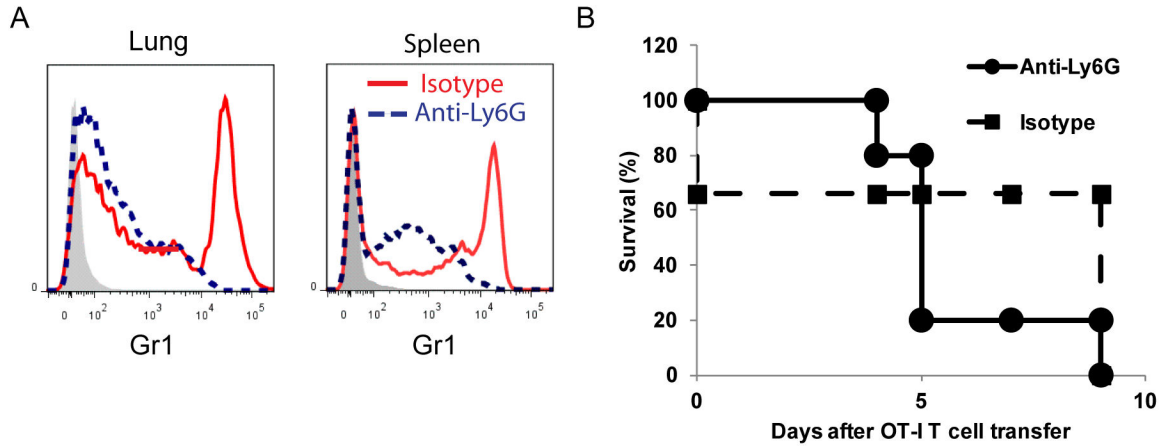 A
Lung
Spleen
Isotype
Anti-Ly6G
0
0 10² 10³ 10⁴ 10⁵
Gr1
0
0 10² 10³ 10⁴ 10⁵
Gr1
B
Survival (%)
120
100
80
60
40
20
0
0 5 10
Days after OT-I T cell transfer
Anti-Ly6G
Isotype